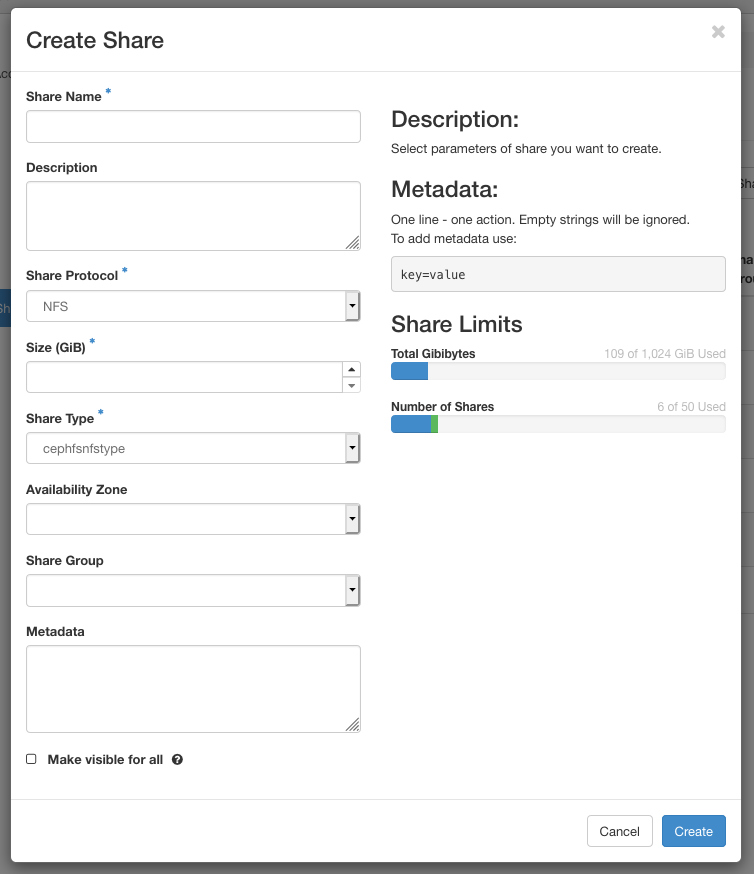 Create Share
Share Name *
Description
Share Protocol *
NFS
Size (GiB) *
Share Type *
cephfsnfstype
Availability Zone
Share Group
Metadata
Make visible for all
Description:
Select parameters of share you want to create.
Metadata:
One line - one action. Empty strings will be ignored.
To add metadata use:
key=value
Share Limits
Total Gibibytes 109 of 1,024 GiB Used
Number of Shares 6 of 50 Used
Cancel Create